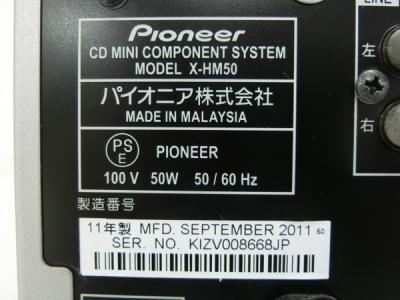 Pioneer
CD MINI COMPONENT SYSTEM
MODEL X-HM50
パイオニア株式会社
MADE IN MALAYSIA
PS
E
PIONEER
100 V 50W 50 / 60 Hz
製造番号
11年製 MFD. SEPTEMBER 2011 50
SER. NO. KIZV008668JP
LINE
左
右